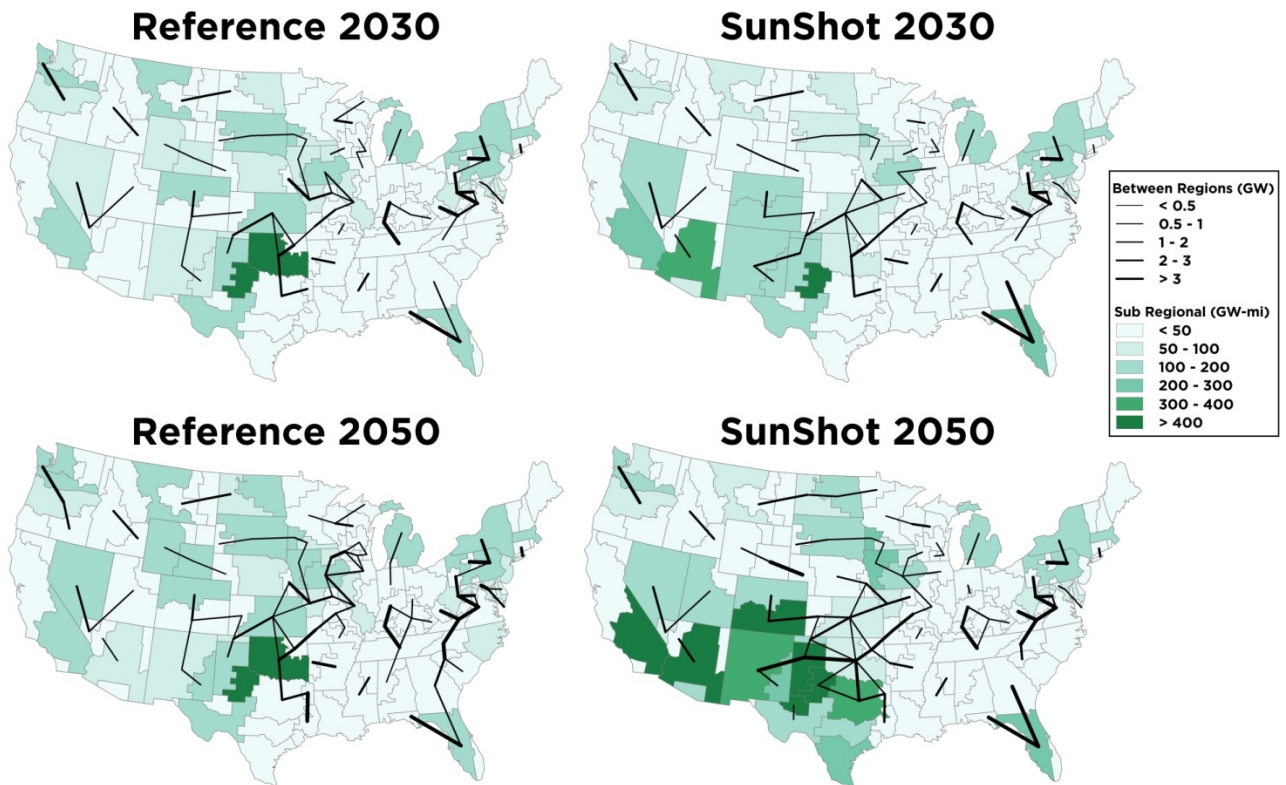 Reference 2030
SunShot 2030
Between Regions (GW)
< 0.5
0.5 - 1
1 - 2
2 - 3
> 3
Sub Regional (GW-mi)
< 50
50 - 100
100 - 200
200 - 300
300 - 400
> 400
Reference 2050
SunShot 2050